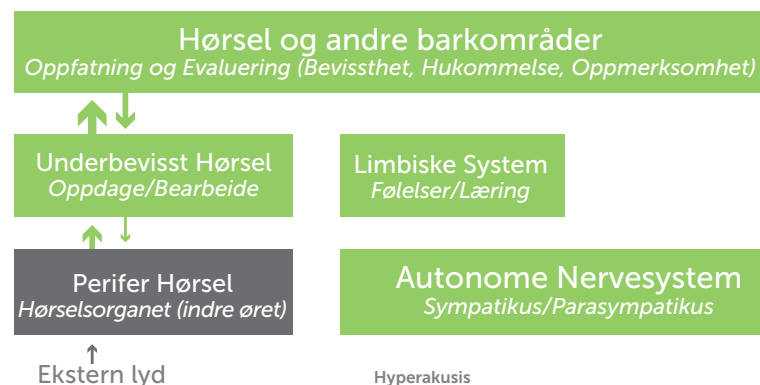 Hørsel og andre barkområder
Oppfatning og Evaluering (Bevissthet, Hukommelse, Oppmerksomhet)
Underbevisst Hørsel
Oppdage/Bearbeide
Limbiske System
Følelser/Læring
Perifer Hørsel
Hørselsorganet (indre øret)
Autonome Nervesystem
Sympatikus/Parasympatikus
Ekstern lyd
Hyperakusis